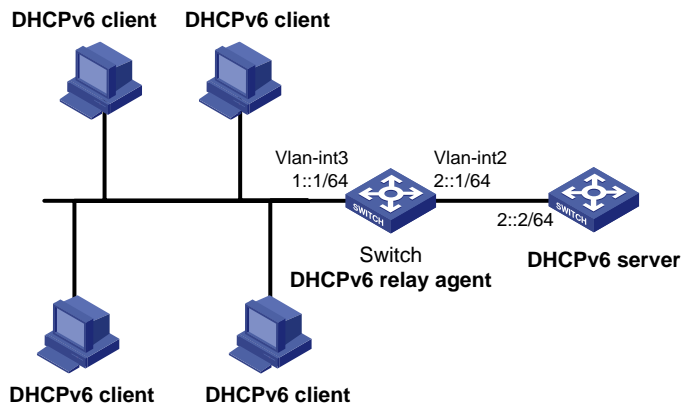 DHCPv6 client
DHCPv6 client
Vlan-int3
1::1/64
Vlan-int2
2::1/64
SWITCH
SWITCH
2::2/64
Switch
DHCPv6 relay agent
DHCPv6 server
DHCPv6 client
DHCPv6 client